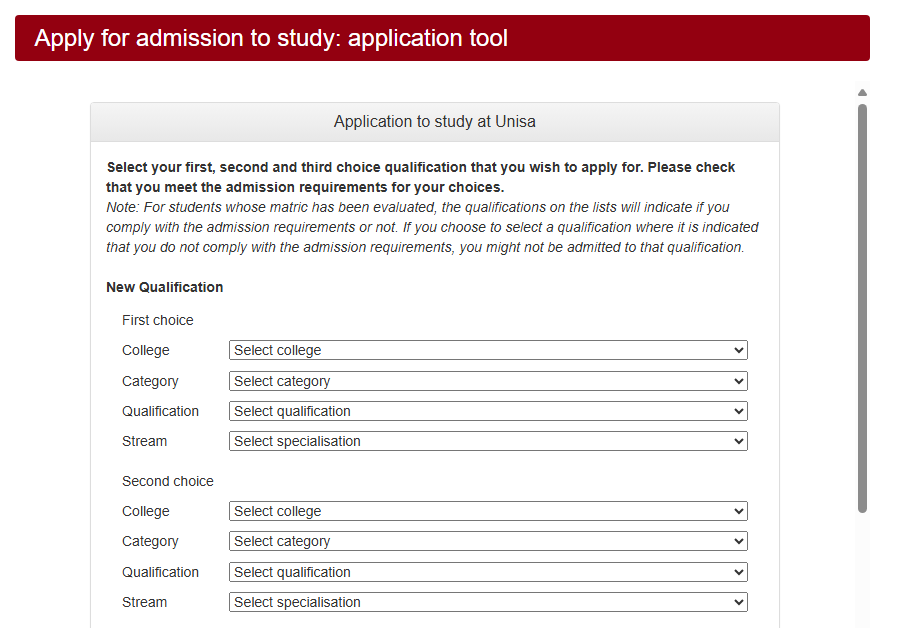 Apply for admission to study: application tool
Application to study at Unisa
Select your first, second and third choice qualification that you wish to apply for. Please check
that you meet the admission requirements for your choices.
Note: For students whose matric has been evaluated, the qualifications on the lists will indicate if you
comply with the admission requirements or not. If you choose to select a qualification where it is indicated
that you do not comply with the admission requirements, you might not be admitted to that qualification.
New Qualification
First choice
College Select college
Category Select category
Qualification Select qualification
Stream Select specialisation
Second choice
College Select college
Category Select category
Qualification Select qualification
Stream Select specialisation